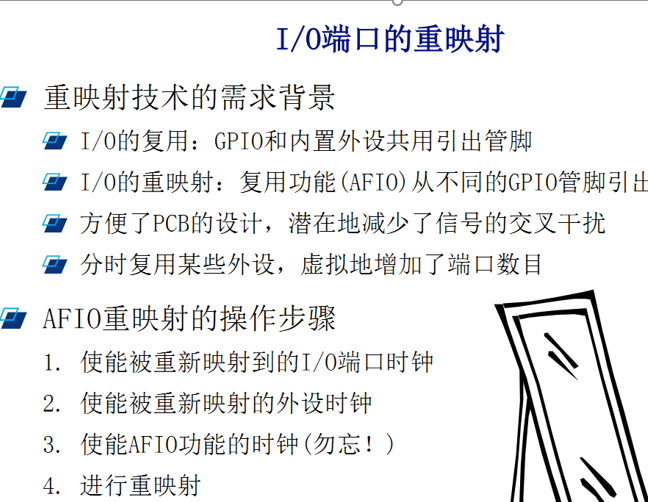 I/O端口的重映射
重映射技术的需求背景
I/O的复用：GPIO和内置外设共用引出管脚
I/O的重映射：复用功能(AFIO)从不同的GPIO管脚引出
方便了PCB的设计，潜在地减少了信号的交叉干扰
分时复用某些外设，虚拟地增加了端口数目
AFIO重映射的操作步骤
1. 使能被重新映射到的I/O端口时钟
2. 使能被重新映射的外设时钟
3. 使能AFIO功能的时钟(勿忘！)
4. 进行重映射